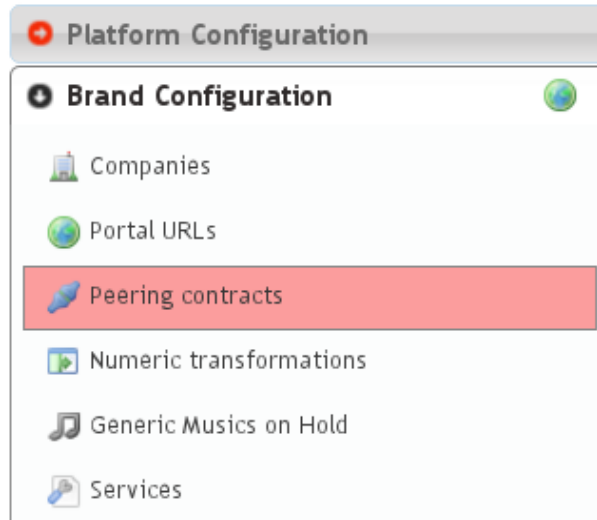 Platform Configuration
Brand Configuration
Companies
Portal URLs
Peering contracts
Numeric transformations
Generic Musics on Hold
Services